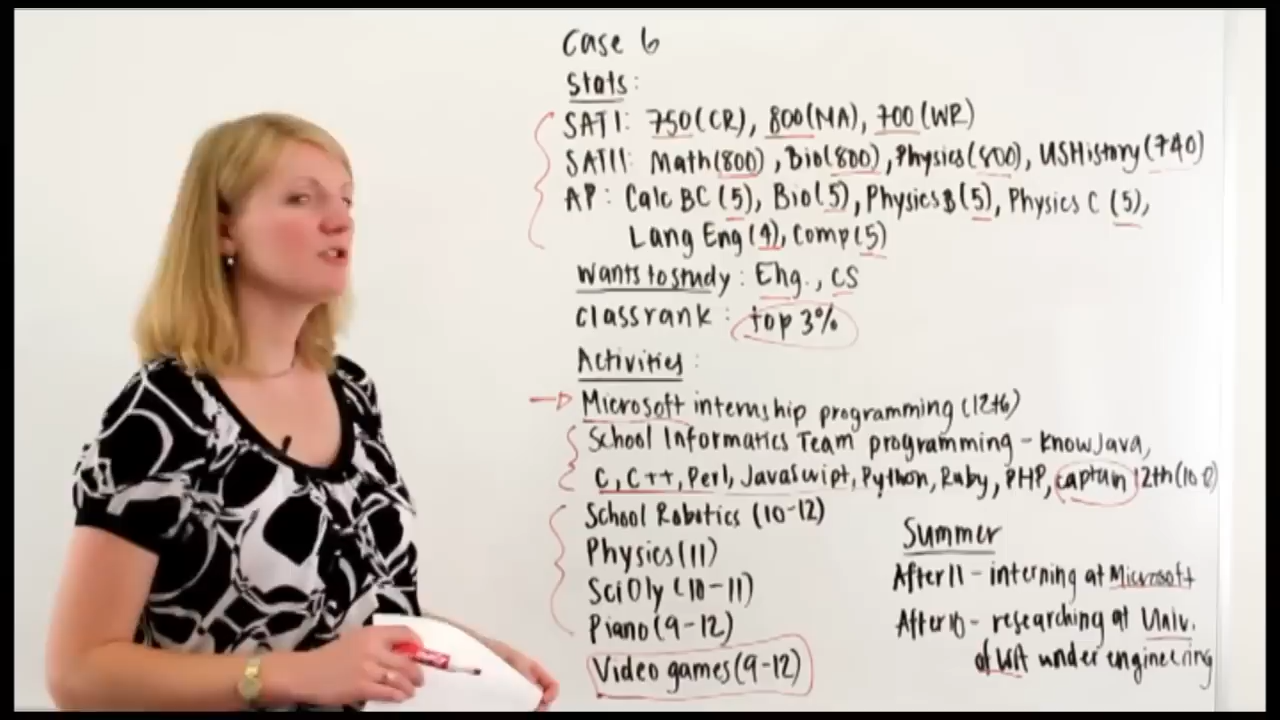 Case 6
Stats:
SAT I: 750(CR), 800(MA), 700(WR)
SAT II: Math(800), Bio(800), Physics(800), US History(740)
AP: Calc BC (5), Bio(5), Physics B(5), Physics C (5),
Lang Eng(4), Comp(5)
Wants to study: Eng., CS
Class rank: top 3%
Activities:
Microsoft internship programming (12+6)
School Informatics Team programming - know Java,
C, C++, Perl, JavaScript, Python, Ruby, PHP, captain 12th
School Robotics (10-12)
Physics (11)
SciOly (10-11)
Piano (9-12)
Video games (9-12)
Summer
After 11 - interning at Microsoft
After 10 - researching at Univ.
of WA under engineering